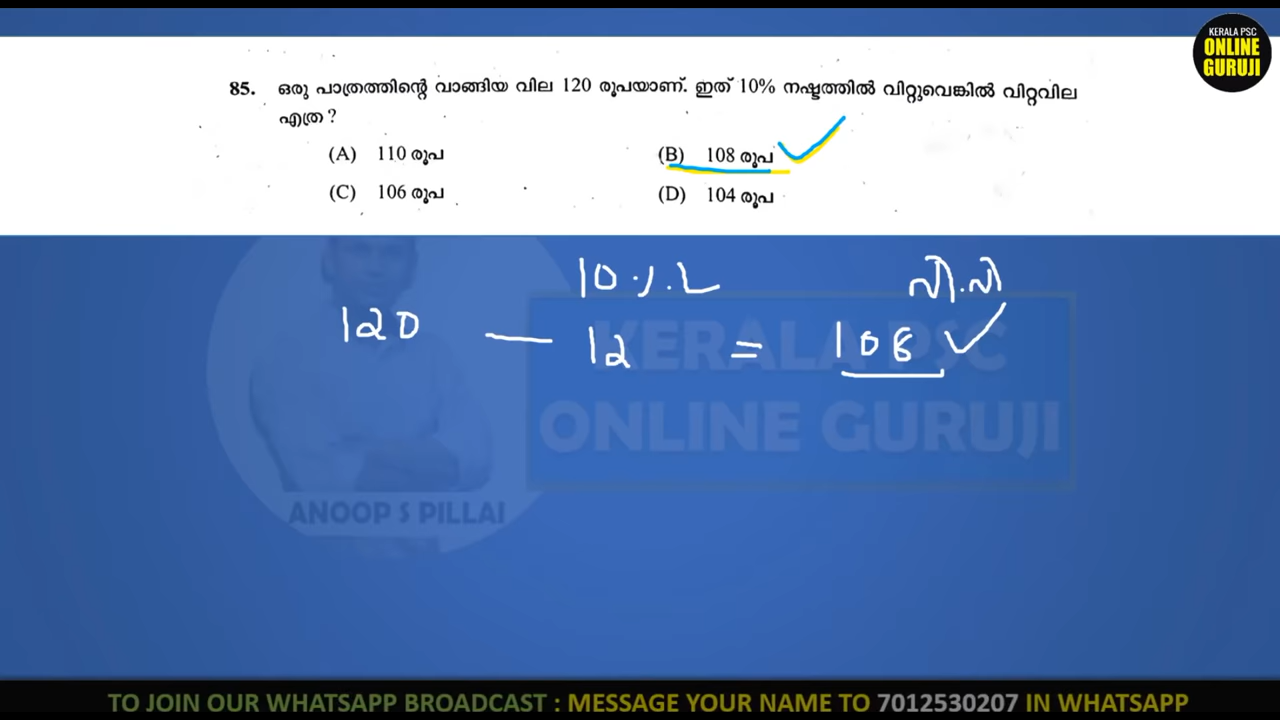 KERALA PSC
ONLINE
GURUJI
85. ഒരു പാത്രത്തിന്റെ വാങ്ങിയ വില 120 രൂപയാണ്. ഇത് 10% നഷ്ടത്തിൽ വിറ്റുവെങ്കിൽ വിറ്റവില
എത്ര ?
(A) 110 രൂപ (B) 108 രൂപ
(C) 106 രൂപ (D) 104 രൂപ
10 ·/. L വി.വി
120 — 12 = 108
KERALA PSC
ONLINE GURUJI
ANOOP S PILLAI
TO JOIN OUR WHATSAPP BROADCAST : MESSAGE YOUR NAME TO 7012530207 IN WHATSAPP